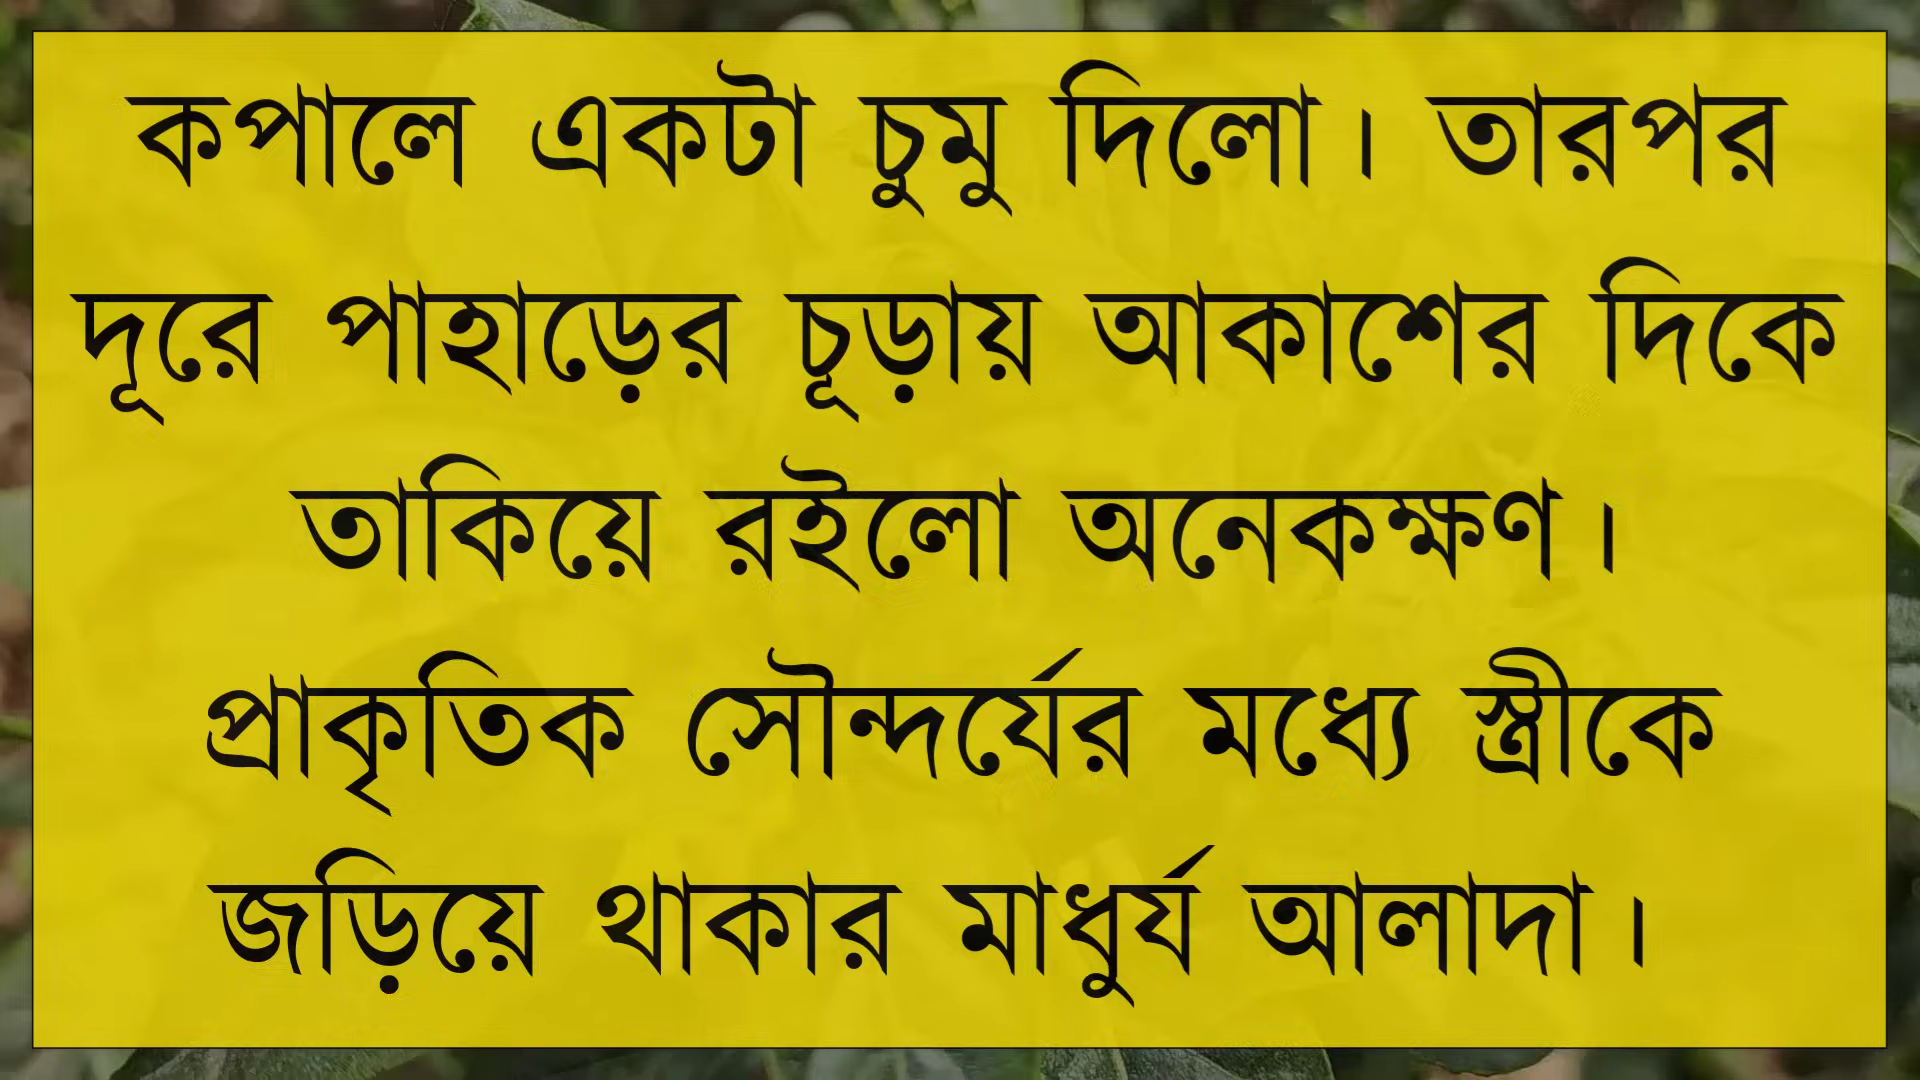 কপালে একটা চুমু দিলো। তারপর
দূরে পাহাড়ের চূড়ায় আকাশের দিকে
তাকিয়ে রইলো অনেকক্ষণ।
প্রাকৃতিক সৌন্দর্যের মধ্যে স্ত্রীকে
জড়িয়ে থাকার মাধুর্য আলাদা।